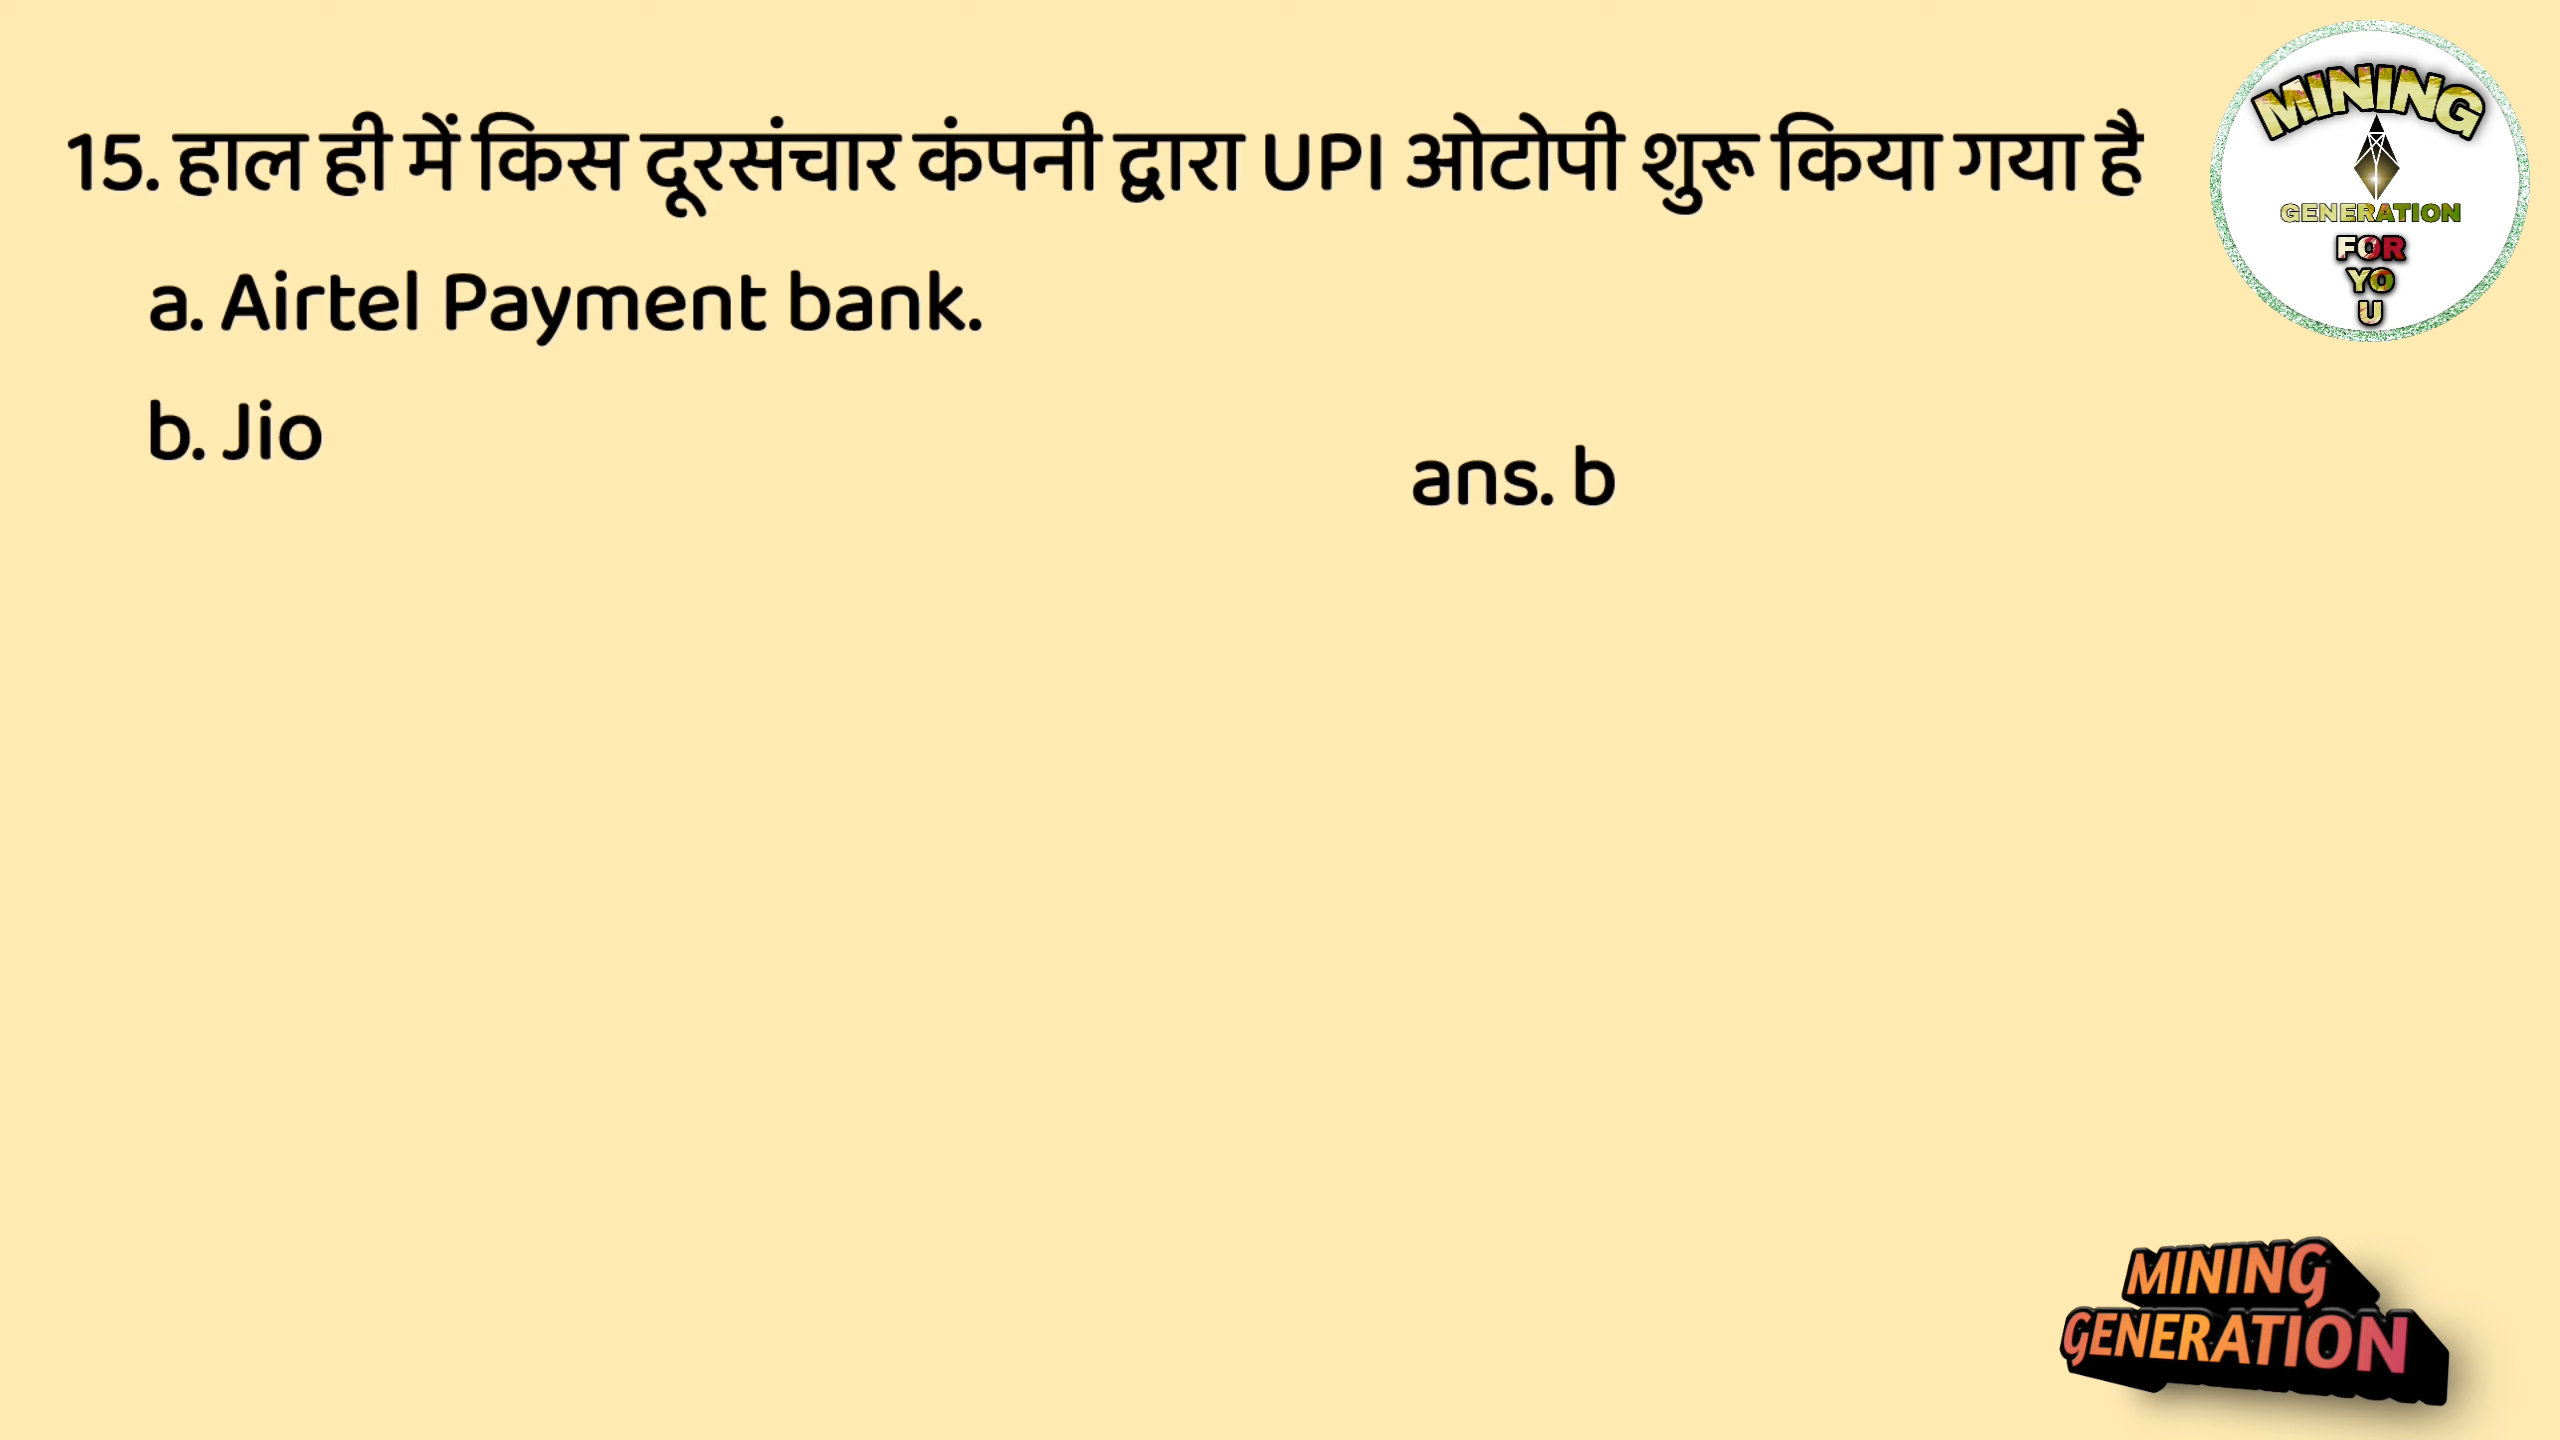 15. हाल ही में किस दूरसंचार कंपनी द्वारा UPI ओटोपी शुरू किया गया है
a. Airtel Payment bank.
b. Jio
ans. b
MINING
GENERATION
FOR
YO
U
MINING
GENERATION